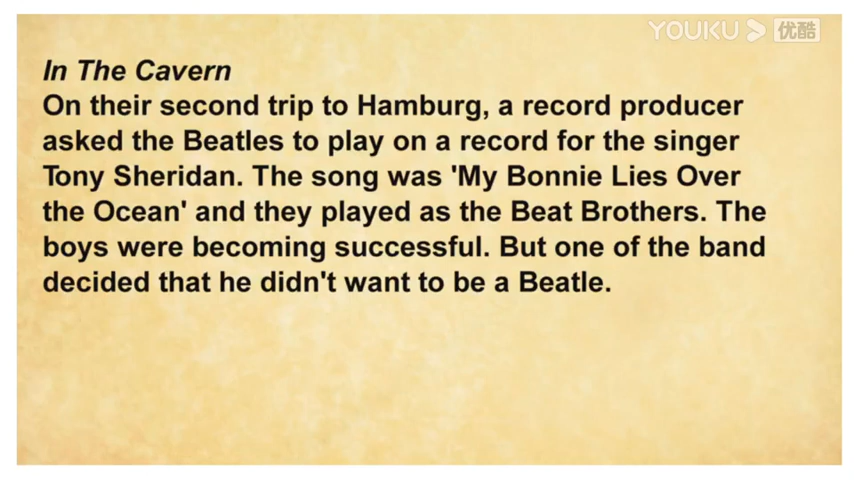 YOUKU 优酷
In The Cavern
On their second trip to Hamburg, a record producer
asked the Beatles to play on a record for the singer
Tony Sheridan. The song was 'My Bonnie Lies Over
the Ocean' and they played as the Beat Brothers. The
boys were becoming successful. But one of the band
decided that he didn't want to be a Beatle.